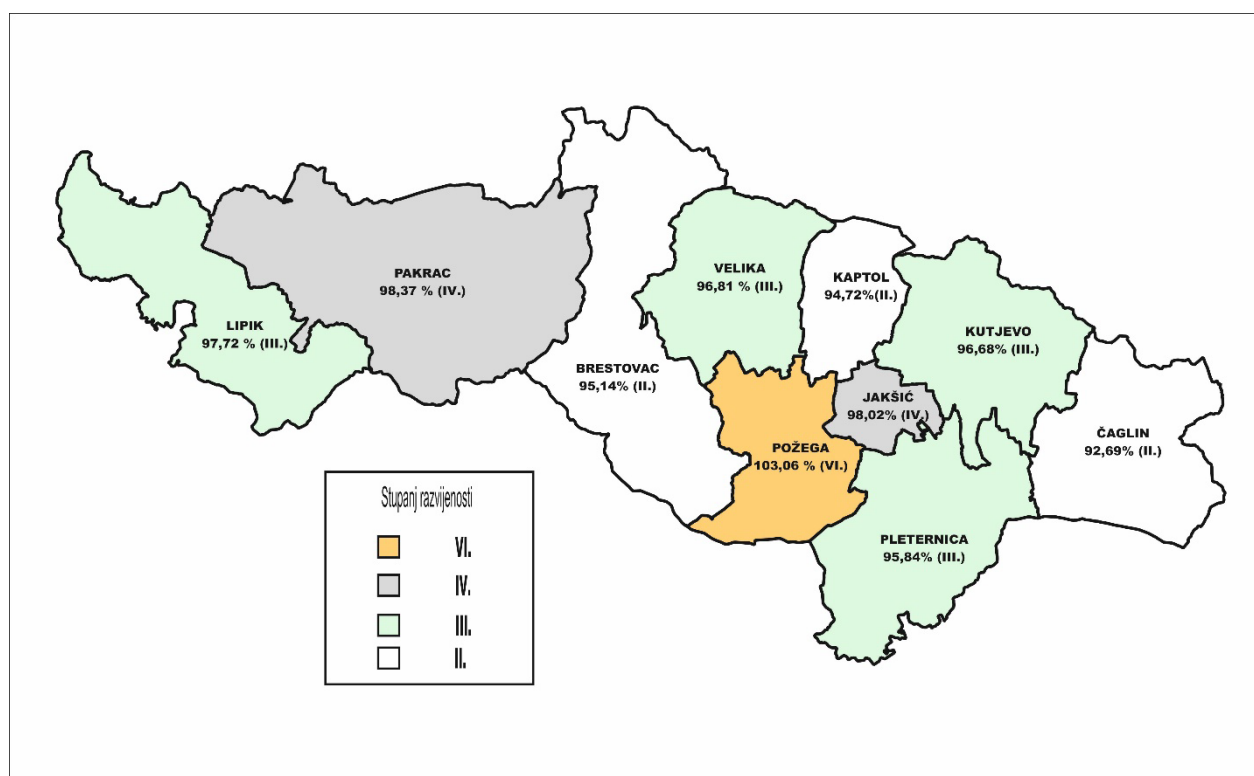 PAKRAC
98,37 % (IV.)
LIPIK
97,72 % (III.)
BRESTOVAC
95,14% (II.)
VELIKA
96,81 % (III.)
KAPTOL
94,72%(II.)
KUTJEVO
96,68% (III.)
JAKŠIĆ
98,02% (IV.)
POŽEGA
103,06 % (VI.)
ČAGLIN
92,69% (II.)
PLETERNICA
95,84% (III.)
Stupanj razvijenosti
VI.
IV.
III.
II.